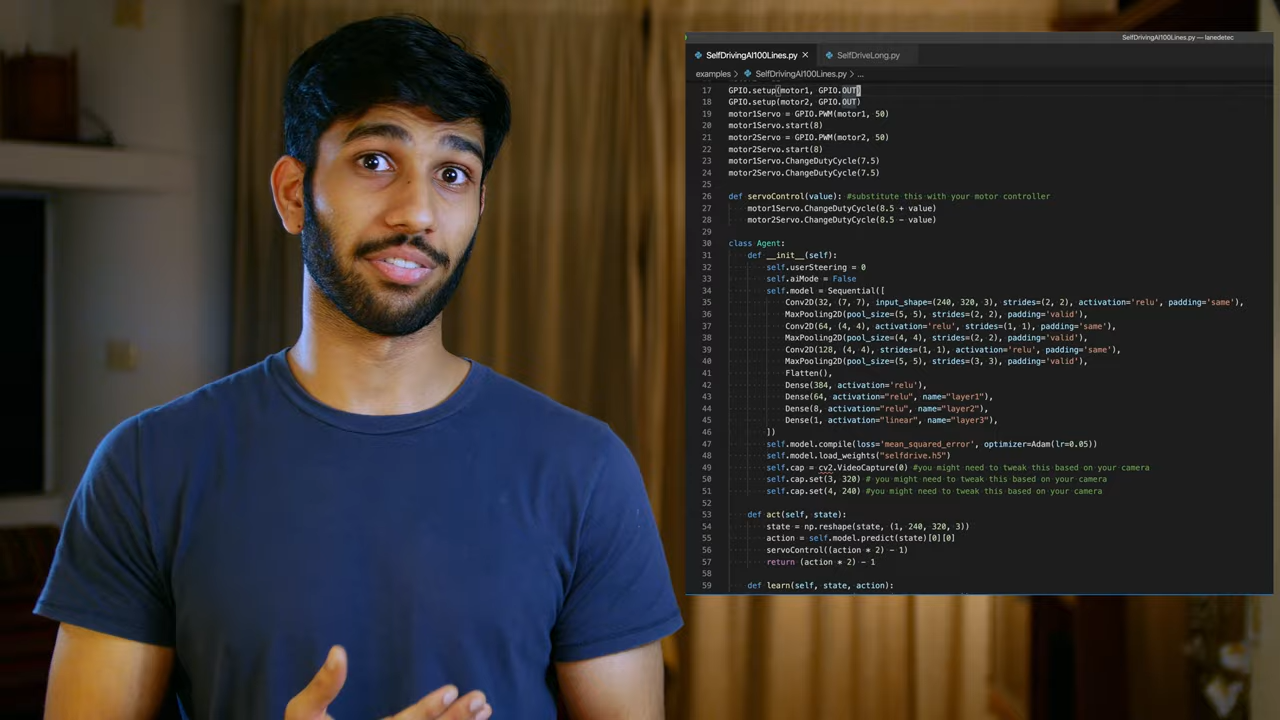 SelfDrivingAI100Lines.py — lanedetec
SelfDrivingAI100Lines.py × SelfDriveLong.py
examples > SelfDrivingAI100Lines.py > ...
17 GPIO.setup(motor1, GPIO.OUT)
18 GPIO.setup(motor2, GPIO.OUT)
19 motor1Servo = GPIO.PWM(motor1, 50)
20 motor1Servo.start(8)
21 motor2Servo = GPIO.PWM(motor2, 50)
22 motor2Servo.start(8)
23 motor1Servo.ChangeDutyCycle(7.5)
24 motor2Servo.ChangeDutyCycle(7.5)
25
26 def servoControl(value): #substitute this with your motor controller
27 motor1Servo.ChangeDutyCycle(8.5 + value)
28 motor2Servo.ChangeDutyCycle(8.5 - value)
29
30 class Agent:
31 def __init__(self):
32 self.userSteering = 0
33 self.aiMode = False
34 self.model = Sequential([
35 Conv2D(32, (7, 7), input_shape=(240, 320, 3), strides=(2, 2), activation='relu', padding='same'),
36 MaxPooling2D(pool_size=(5, 5), strides=(2, 2), padding='valid'),
37 Conv2D(64, (4, 4), activation='relu', strides=(1, 1), padding='same'),
38 MaxPooling2D(pool_size=(4, 4), strides=(2, 2), padding='valid'),
39 Conv2D(128, (4, 4), strides=(1, 1), activation='relu', padding='same'),
40 MaxPooling2D(pool_size=(5, 5), strides=(3, 3), padding='valid'),
41 Flatten(),
42 Dense(384, activation='relu'),
43 Dense(64, activation="relu", name="layer1"),
44 Dense(8, activation="relu", name="layer2"),
45 Dense(1, activation="linear", name="layer3"),
46 ])
47 self.model.compile(loss='mean_squared_error', optimizer=Adam(lr=0.05))
48 self.model.load_weights("selfdrive.h5")
49 self.cap = cv2.VideoCapture(0) #you might need to tweak this based on your camera
50 self.cap.set(3, 320) # you might need to tweak this based on your camera
51 self.cap.set(4, 240) #you might need to tweak this based on your camera
52
53 def act(self, state):
54 state = np.reshape(state, (1, 240, 320, 3))
55 action = self.model.predict(state)[0][0]
56 servoControl((action * 2) - 1)
57 return (action * 2) - 1
58
59 def learn(self, state, action):